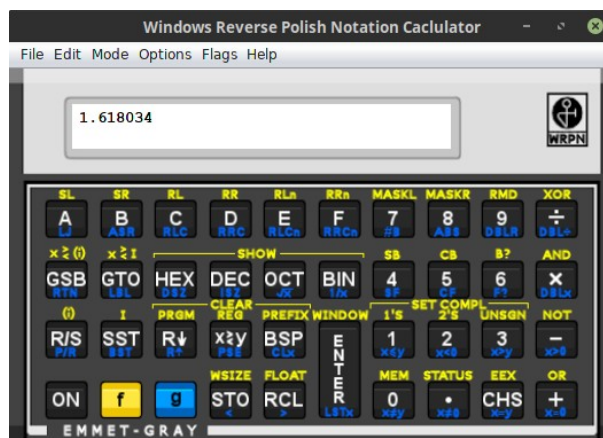 Windows Reverse Polish Notation Caclulator
File Edit Mode Options Flags Help
1.618034
WRPN
SL SR RL RR RLn RRn MASKL MASKR RMD XOR
A B C D E F 7 8 9 ÷
LJ ASR RLC RRC RLCn RRCn #B ABS DBLR DBL÷
x≷(i) x≷I SHOW SB CB B? AND
GSB GTO HEX DEC OCT BIN 4 5 6 ×
RTN LBL DSZ ISZ √x 1/x SF CF F? DBLx
CLEAR SET COMPL
(i) I PRGM REG PREFIX WINDOW 1'S 2'S UNSGN NOT
R/S SST R↓ x≷y BSP ENTER 1 2 3 −
P/R BST R↑ PSE CLx x≤y x<0 x>y x>0
WSIZE FLOAT MEM STATUS EEX OR
ON f g STO RCL 0 • CHS +
< > LSTx x≠y x≠0 x=y x=0
EMMET-GRAY